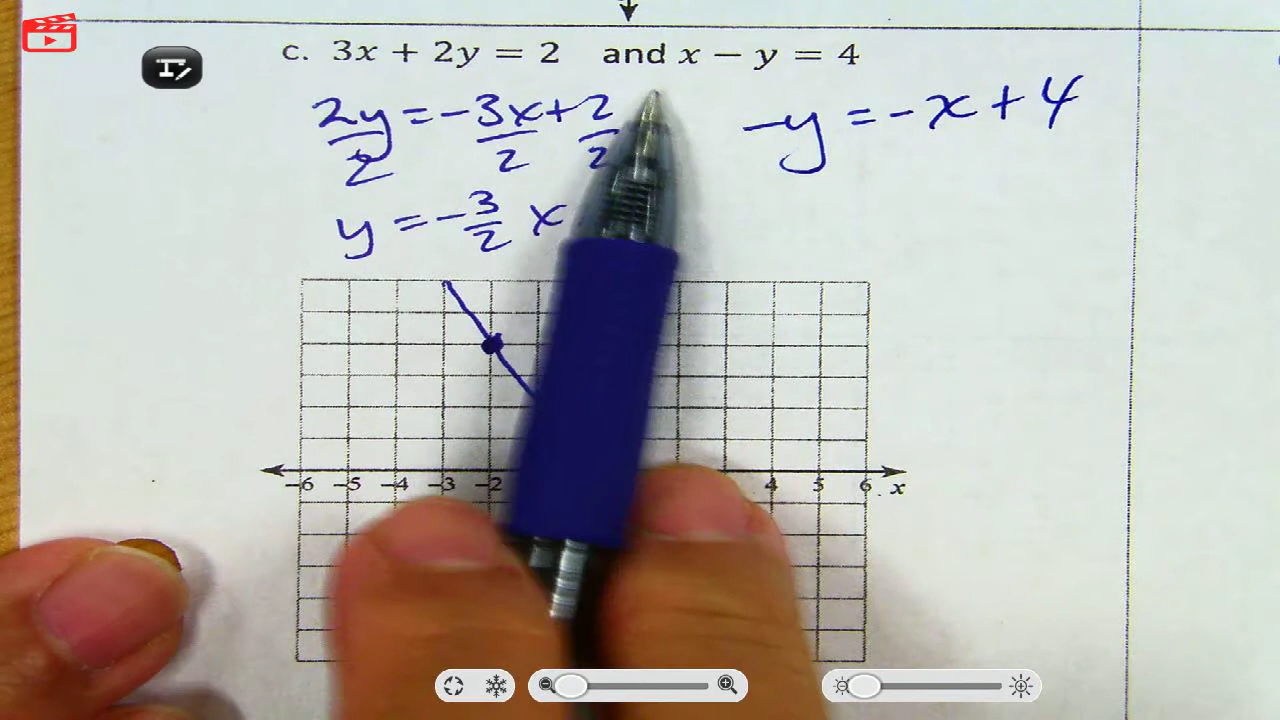 c. 3x + 2y = 2 and x − y = 4
2y = -3x + 2 -y = -x + 4
2 2 2
y = -3/2 x
-6 -5 -4 -3 -2 4 5 6 x